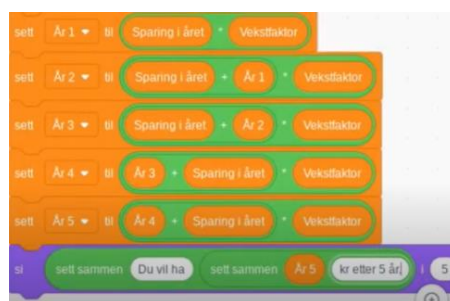 sett År 1 til Sparing i året * Vekstfaktor
sett År 2 til Sparing i året + År 1 * Vekstfaktor
sett År 3 til Sparing i året + År 2 * Vekstfaktor
sett År 4 til År 3 + Sparing i året * Vekstfaktor
sett År 5 til År 4 + Sparing i året * Vekstfaktor
si sett sammen Du vil ha sett sammen År 5 kr etter 5 år i 5